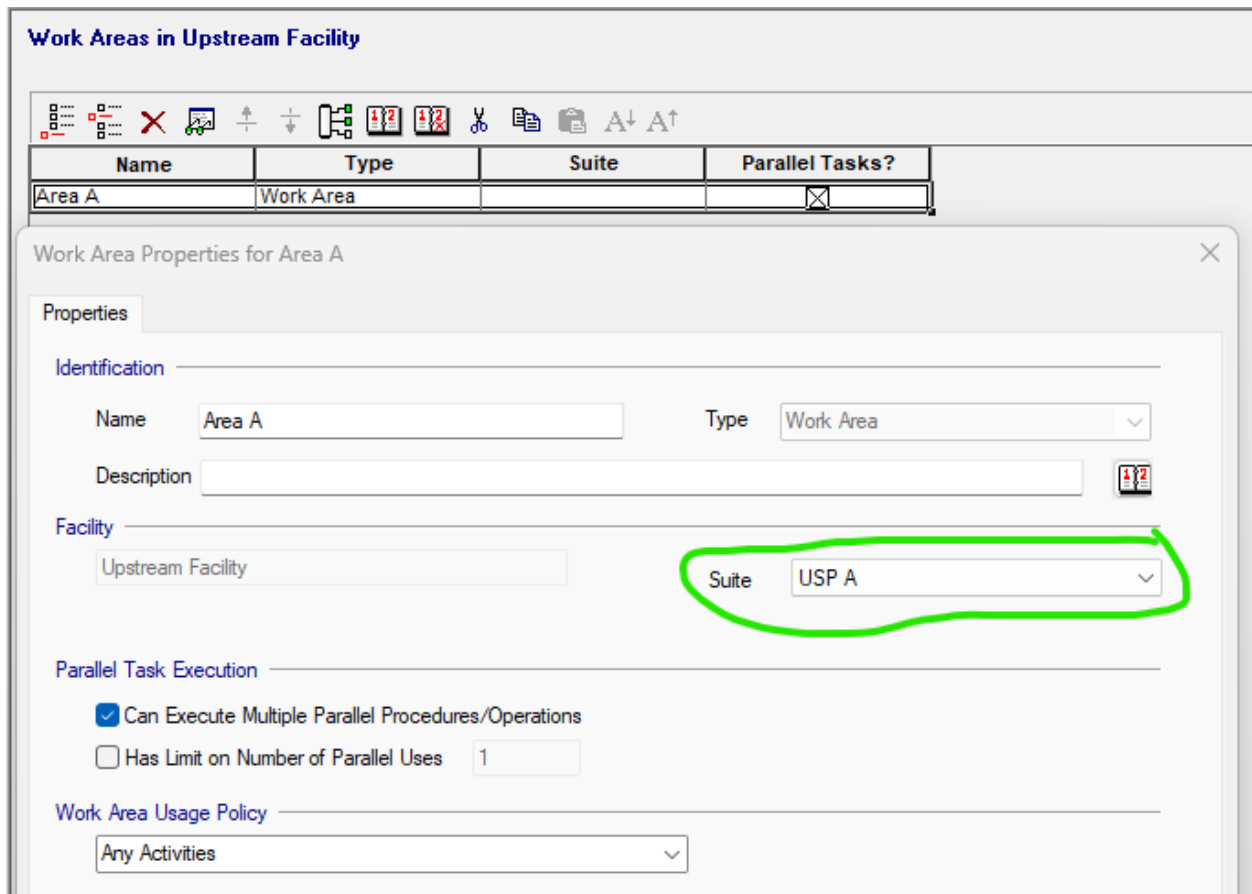 Work Areas in Upstream Facility
Name Type Suite Parallel Tasks?
Area A Work Area
Work Area Properties for Area A
Properties
Identification
Name Area A Type Work Area
Description
Facility
Upstream Facility Suite USP A
Parallel Task Execution
Can Execute Multiple Parallel Procedures/Operations
Has Limit on Number of Parallel Uses 1
Work Area Usage Policy
Any Activities